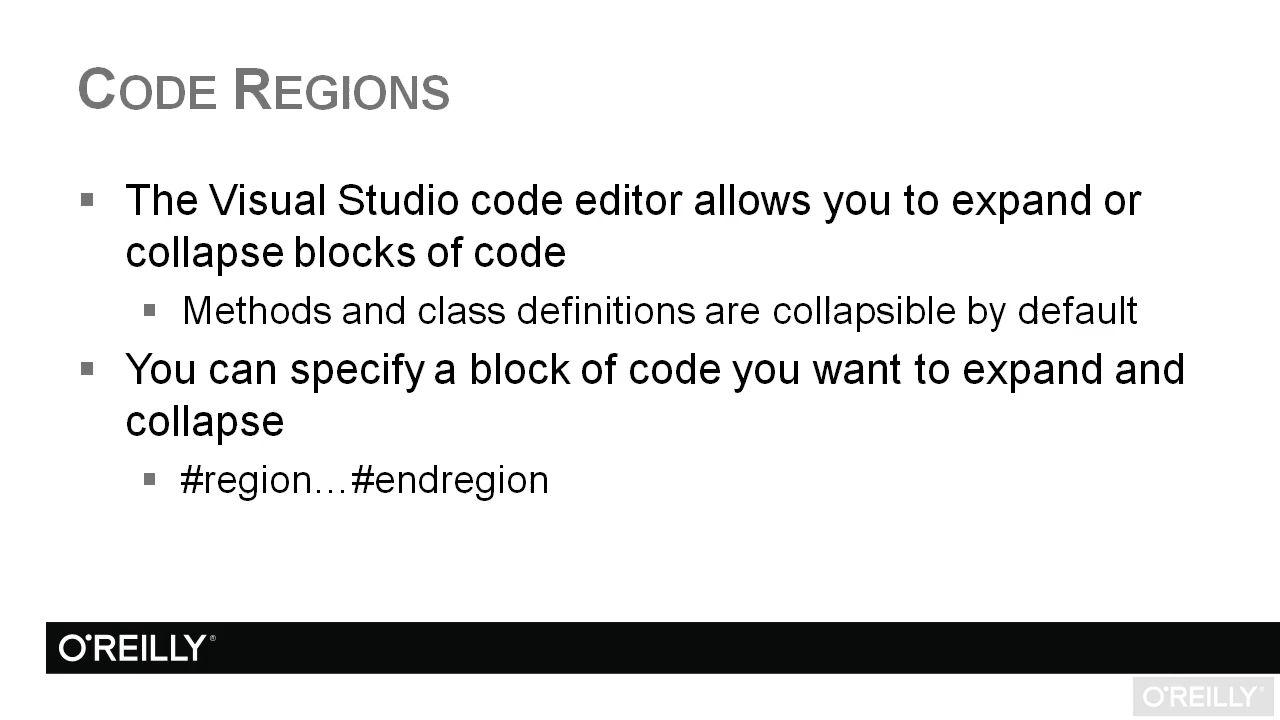 CODE REGIONS
The Visual Studio code editor allows you to expand or
collapse blocks of code
Methods and class definitions are collapsible by default
You can specify a block of code you want to expand and
collapse
#region…#endregion
O'REILLY®
O'REILLY®